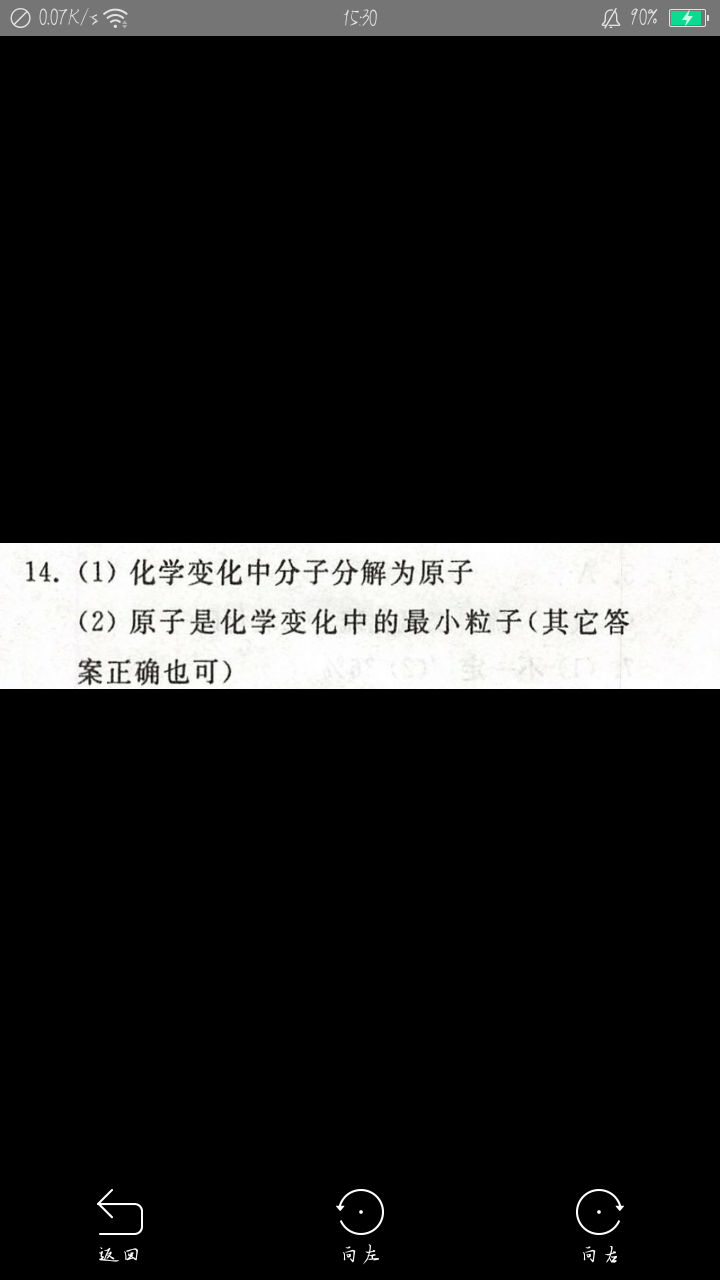 0.07K/s 15:30 90%
14.(1) 化学变化中分子分解为原子
(2) 原子是化学变化中的最小粒子(其它答
案正确也可)
返回 向左 向右